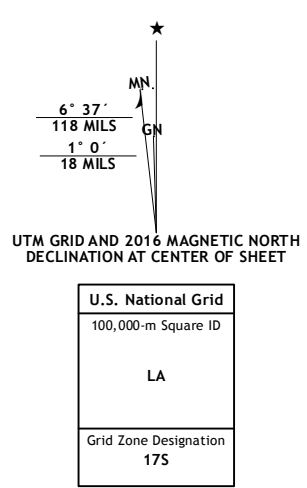 ★
MN.
6° 37´
118 MILS
GN
1° 0´
18 MILS
UTM GRID AND 2016 MAGNETIC NORTH
DECLINATION AT CENTER OF SHEET
U.S. National Grid
100,000-m Square ID
LA
Grid Zone Designation
17S